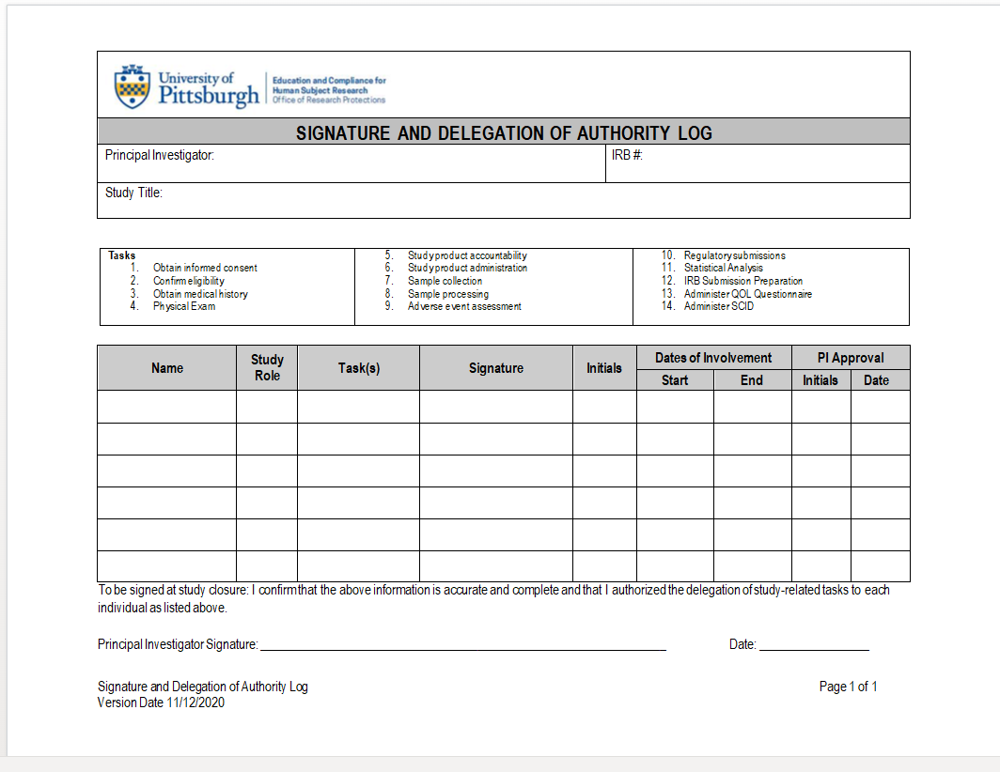 University of
Pittsburgh
Education and Compliance for
Human Subject Research
Office of Research Protections
SIGNATURE AND DELEGATION OF AUTHORITY LOG
Principal Investigator: IRB #:
Study Title:
Tasks
1. Obtain informed consent
2. Confirm eligibility
3. Obtain medical history
4. Physical Exam
5. Study product accountability
6. Study product administration
7. Sample collection
8. Sample processing
9. Adverse event assessment
10. Regulatory submissions
11. Statistical Analysis
12. IRB Submission Preparation
13. Administer QOL Questionnaire
14. Administer SCID
Name Study Role Task(s) Signature Initials Dates of Involvement PI Approval
Start End Initials Date
To be signed at study closure: I confirm that the above information is accurate and complete and that I authorized the delegation of study-related tasks to each
individual as listed above.
Principal Investigator Signature: Date:
Signature and Delegation of Authority Log Page 1 of 1
Version Date 11/12/2020